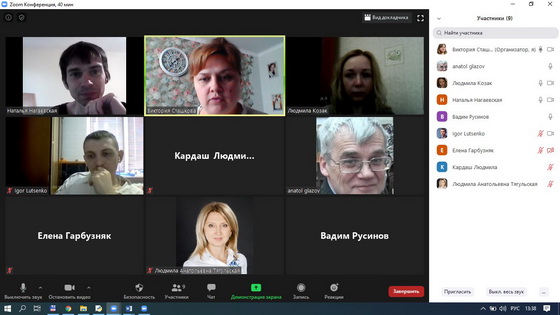 Zoom Конференция, 40 мин
Вид докладчика
Наталья Нагаевская
Виктория Сташкова
Людмила Козак
Igor Lutsenko
Кардаш Людми...
anatol glazov
Елена Гарбузняк
Людмила Анатольевна Тягульская
Вадим Русинов
Выключить звук
Остановить видео
Безопасность
Участники
9
Чат
Демонстрация экрана
Запись
Реакции
Завершить
Участники (9)
Найти участника
Виктория Сташ... (Организатор, я)
anatol glazov
Людмила Козак
Н
Наталья Нагаевская
В
Вадим Русинов
Igor Lutsenko
Е
Елена Гарбузняк
К
Кардаш Людмила
Людмила Анатольевна Тягульская
Пригласить
Выкл. весь звук
...
РУС
13:38